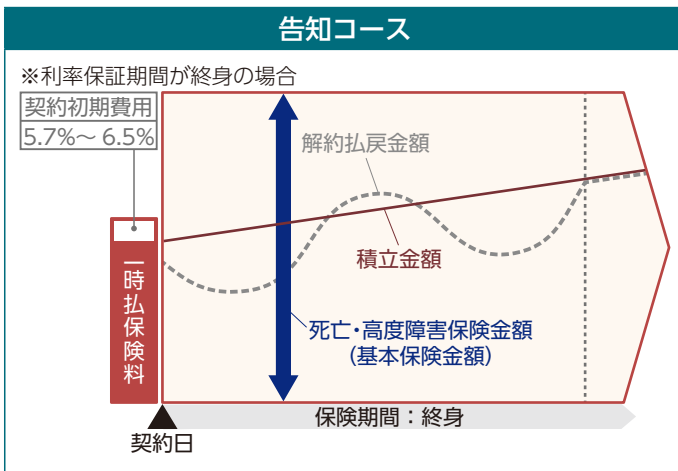 告知コース
※利率保証期間が終身の場合
契約初期費用
5.7%～6.5%
解約払戻金額
積立金額
一時払保険料
死亡・高度障害保険金額
(基本保険金額)
保険期間：終身
契約日